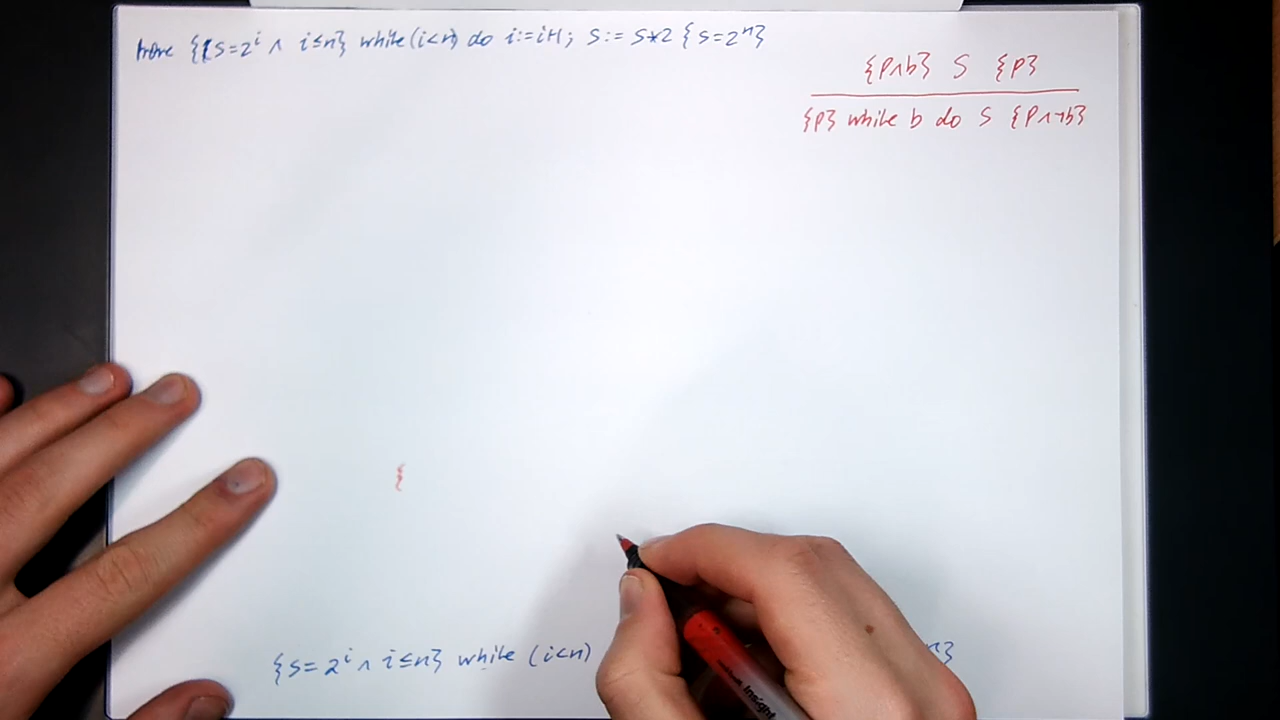 Prove {s=2^i ∧ i≤n} while(i<n) do i:=i+1; s:= s*2 {s=2^n}
{P∧b} S {P}
{P} while b do S {P∧¬b}
{
{s=2^i ∧ i≤n} while (i<n)